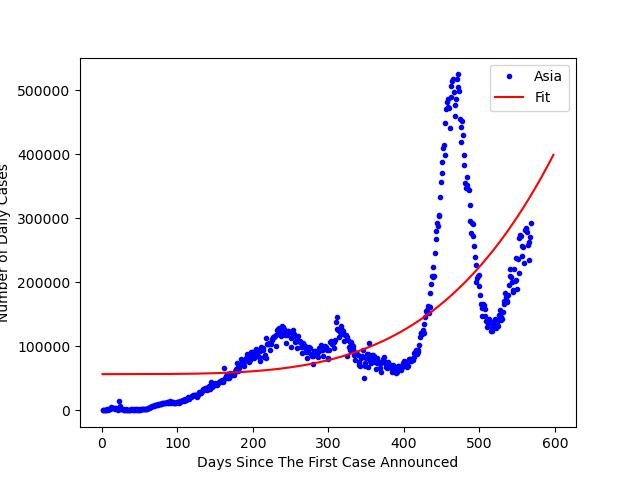 Asia
Fit
500000
400000
300000
200000
100000
0
0 100 200 300 400 500 600
Number of Daily Cases
Days Since The First Case Announced